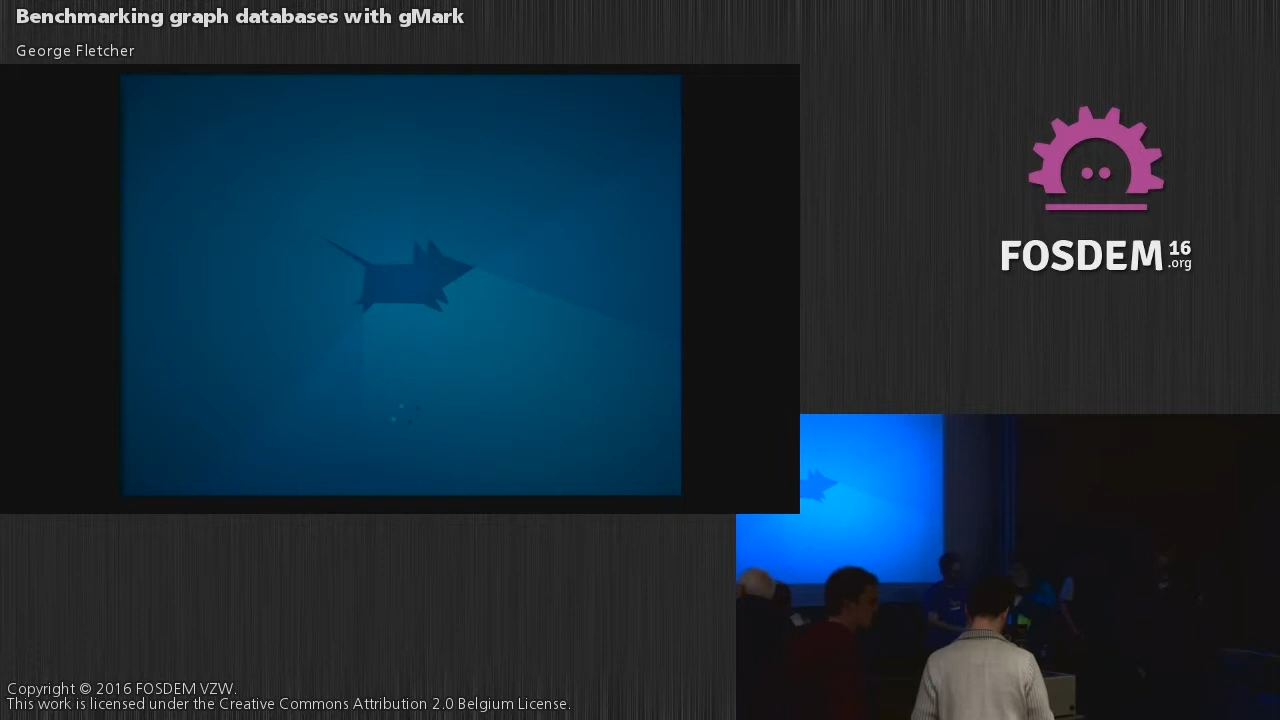 Benchmarking graph databases with gMark
George Fletcher
FOSDEM 16
.org
Copyright © 2016 FOSDEM VZW.
This work is licensed under the Creative Commons Attribution 2.0 Belgium License.